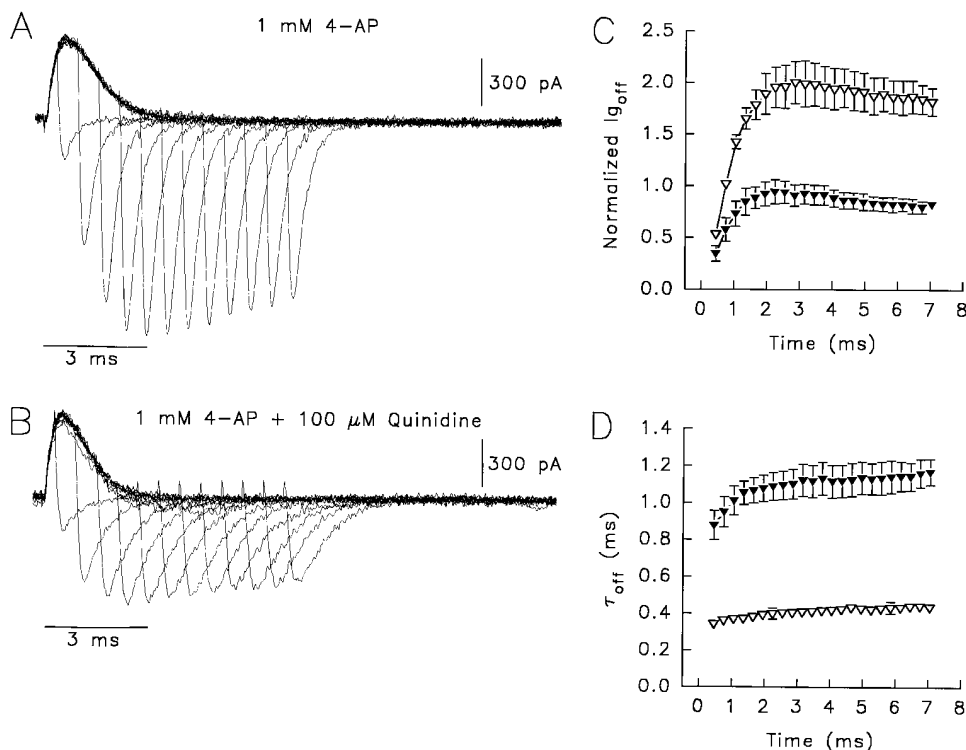 A
1 mM 4-AP
300 pA
3 ms
B
1 mM 4-AP + 100 μM Quinidine
300 pA
3 ms
C
Normalized Ig_off
2.5
2.0
1.5
1.0
0.5
0.0
0 1 2 3 4 5 6 7 8
Time (ms)
D
τ_off (ms)
1.4
1.2
1.0
0.8
0.6
0.4
0.2
0.0
0 1 2 3 4 5 6 7 8
Time (ms)